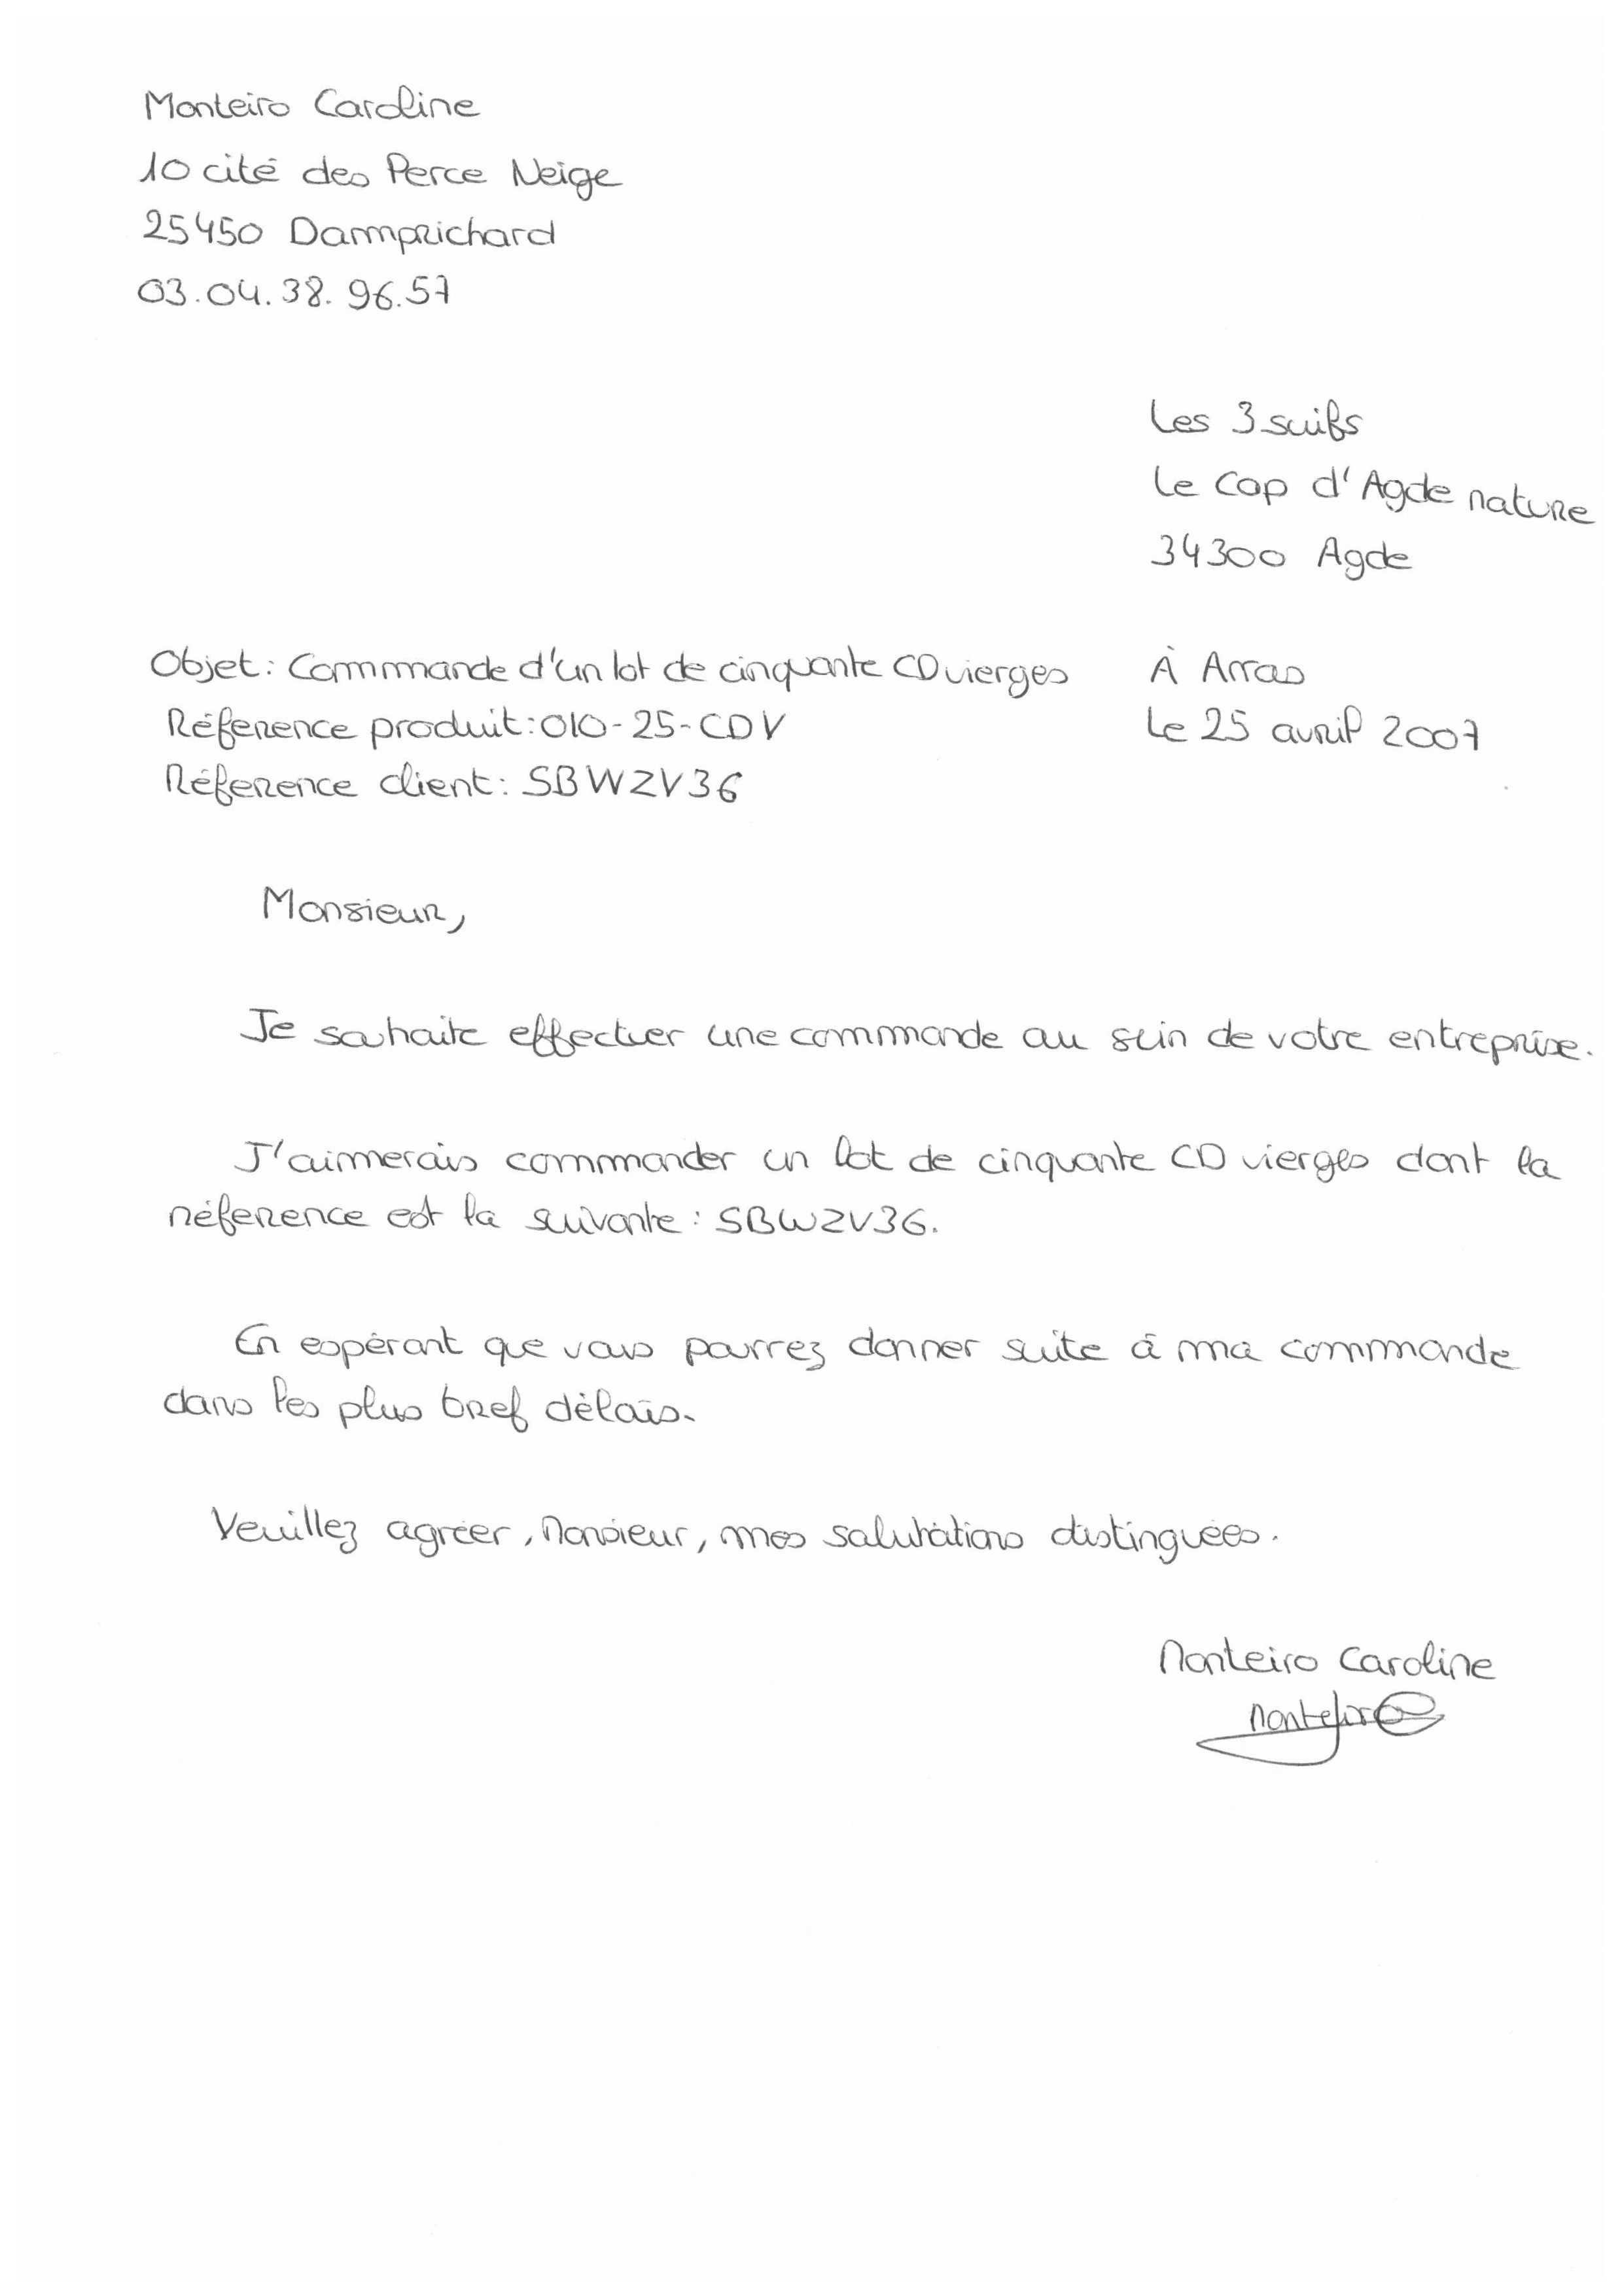 Monteiro Caroline
10 cité des Perce Neige
25450 Darmprichard
03.04.38.96.57
Les 3 suifs
Le Cap d'Agde nature
34300 Agde
Objet : Commande d'un lot de cinquante CD vierges
À Arras
Référence produit : 010-25-CDV
Le 25 avril 2007
Référence client : SBWZV36
Monsieur,
Je souhaite effectuer une commande au sein de votre entreprise.
J'aimerais commander un lot de cinquante CD vierges dont la
référence est la suivante : SBWZV36.
En espérant que vous pourrez donner suite à ma commande
dans les plus bref délais.
Veuillez agréer, Monsieur, mes salutations distinguées.
Monteiro Caroline
Monteiro